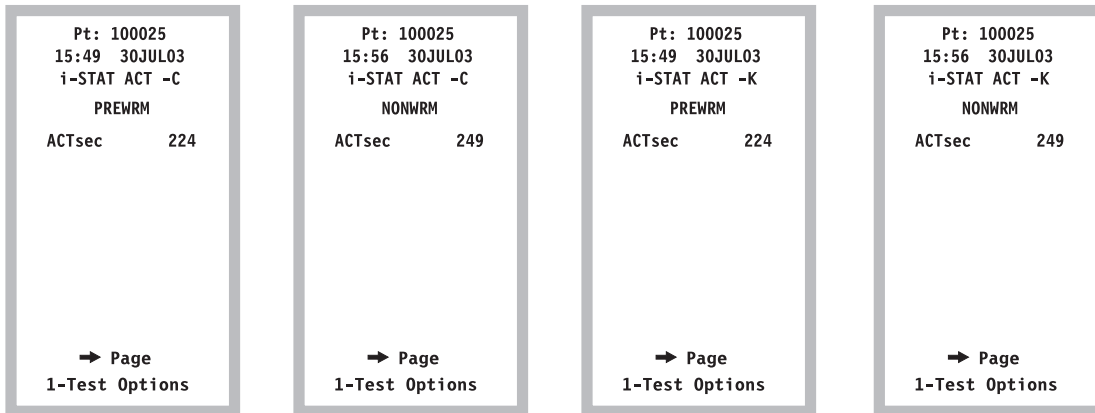 Pt: 100025
15:49 30JUL03
i-STAT ACT -C
PREWRM
ACTsec 224
➔ Page
1-Test Options
Pt: 100025
15:56 30JUL03
i-STAT ACT -C
NONWRM
ACTsec 249
➔ Page
1-Test Options
Pt: 100025
15:49 30JUL03
i-STAT ACT -K
PREWRM
ACTsec 224
➔ Page
1-Test Options
Pt: 100025
15:56 30JUL03
i-STAT ACT -K
NONWRM
ACTsec 249
➔ Page
1-Test Options